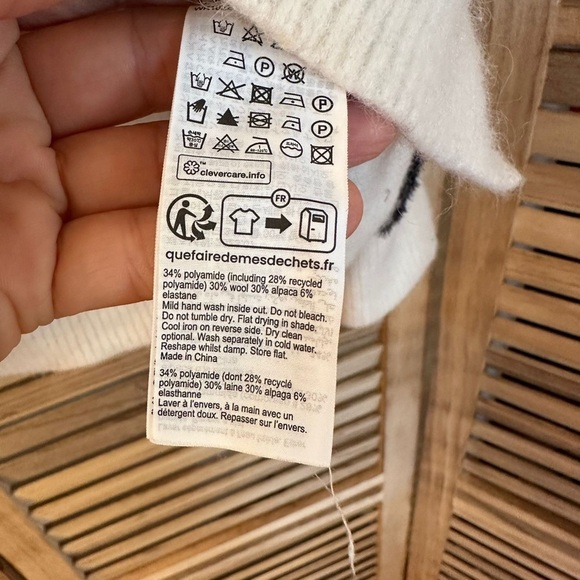 clevercare.info
FR
quefairedemesdechets.fr
34% polyamide (including 28% recycled
polyamide) 30% wool 30% alpaca 6%
elastane
Mild hand wash inside out. Do not bleach.
Do not tumble dry. Flat drying in shade.
Cool iron on reverse side. Dry clean
optional. Wash separately in cold water.
Reshape whilst damp. Store flat.
Made in China
34% polyamide (dont 28% recyclé
polyamide) 30% laine 30% alpaga 6%
elasthanne
Laver à l'envers, à la main avec un
détergent doux. Repasser sur l'envers.